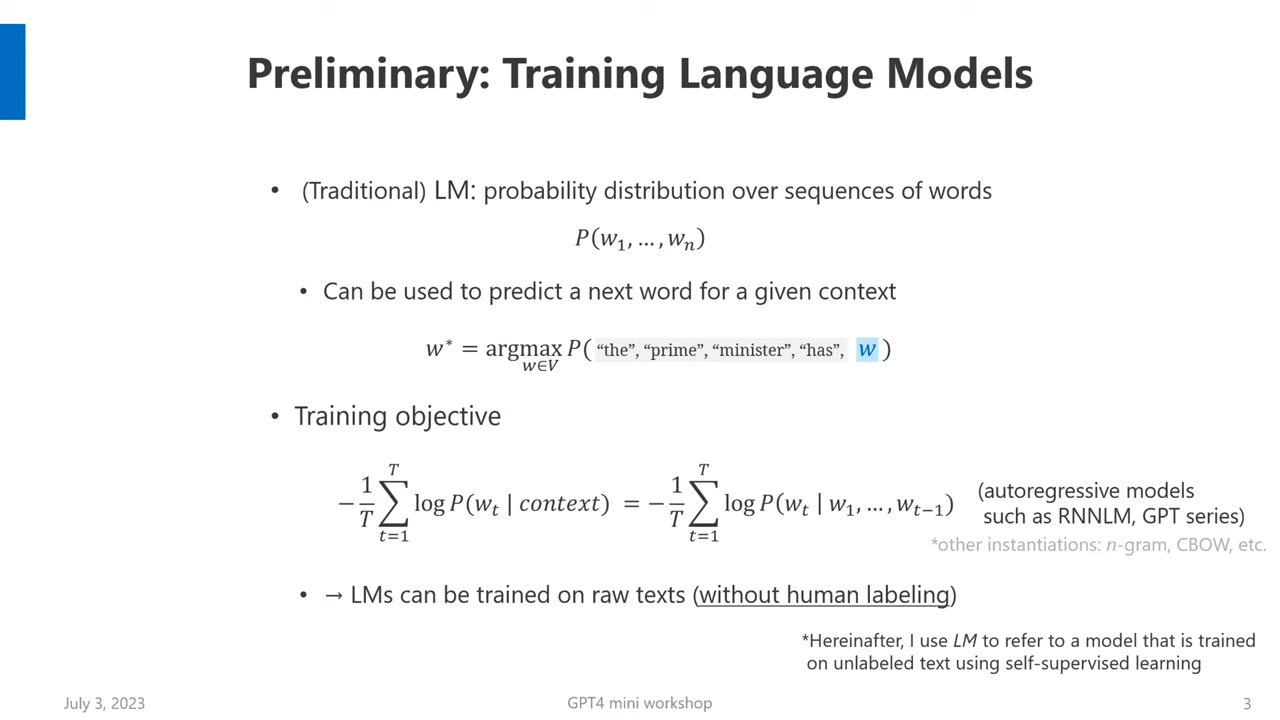 Preliminary: Training Language Models
• (Traditional) LM: probability distribution over sequences of words
P(w₁, … , wₙ)
• Can be used to predict a next word for a given context
w* = argmax P( “the”, “prime”, “minister”, “has”, w )
w∈V
• Training objective
−1/T ∑ₜ₌₁ᵀ log P(wₜ | context) = −1/T ∑ₜ₌₁ᵀ log P(wₜ | w₁, … , wₜ₋₁)
(autoregressive models
such as RNNLM, GPT series)
*other instantiations: n-gram, CBOW, etc.
• → LMs can be trained on raw texts (without human labeling)
*Hereinafter, I use LM to refer to a model that is trained
on unlabeled text using self-supervised learning
July 3, 2023
GPT4 mini workshop
3